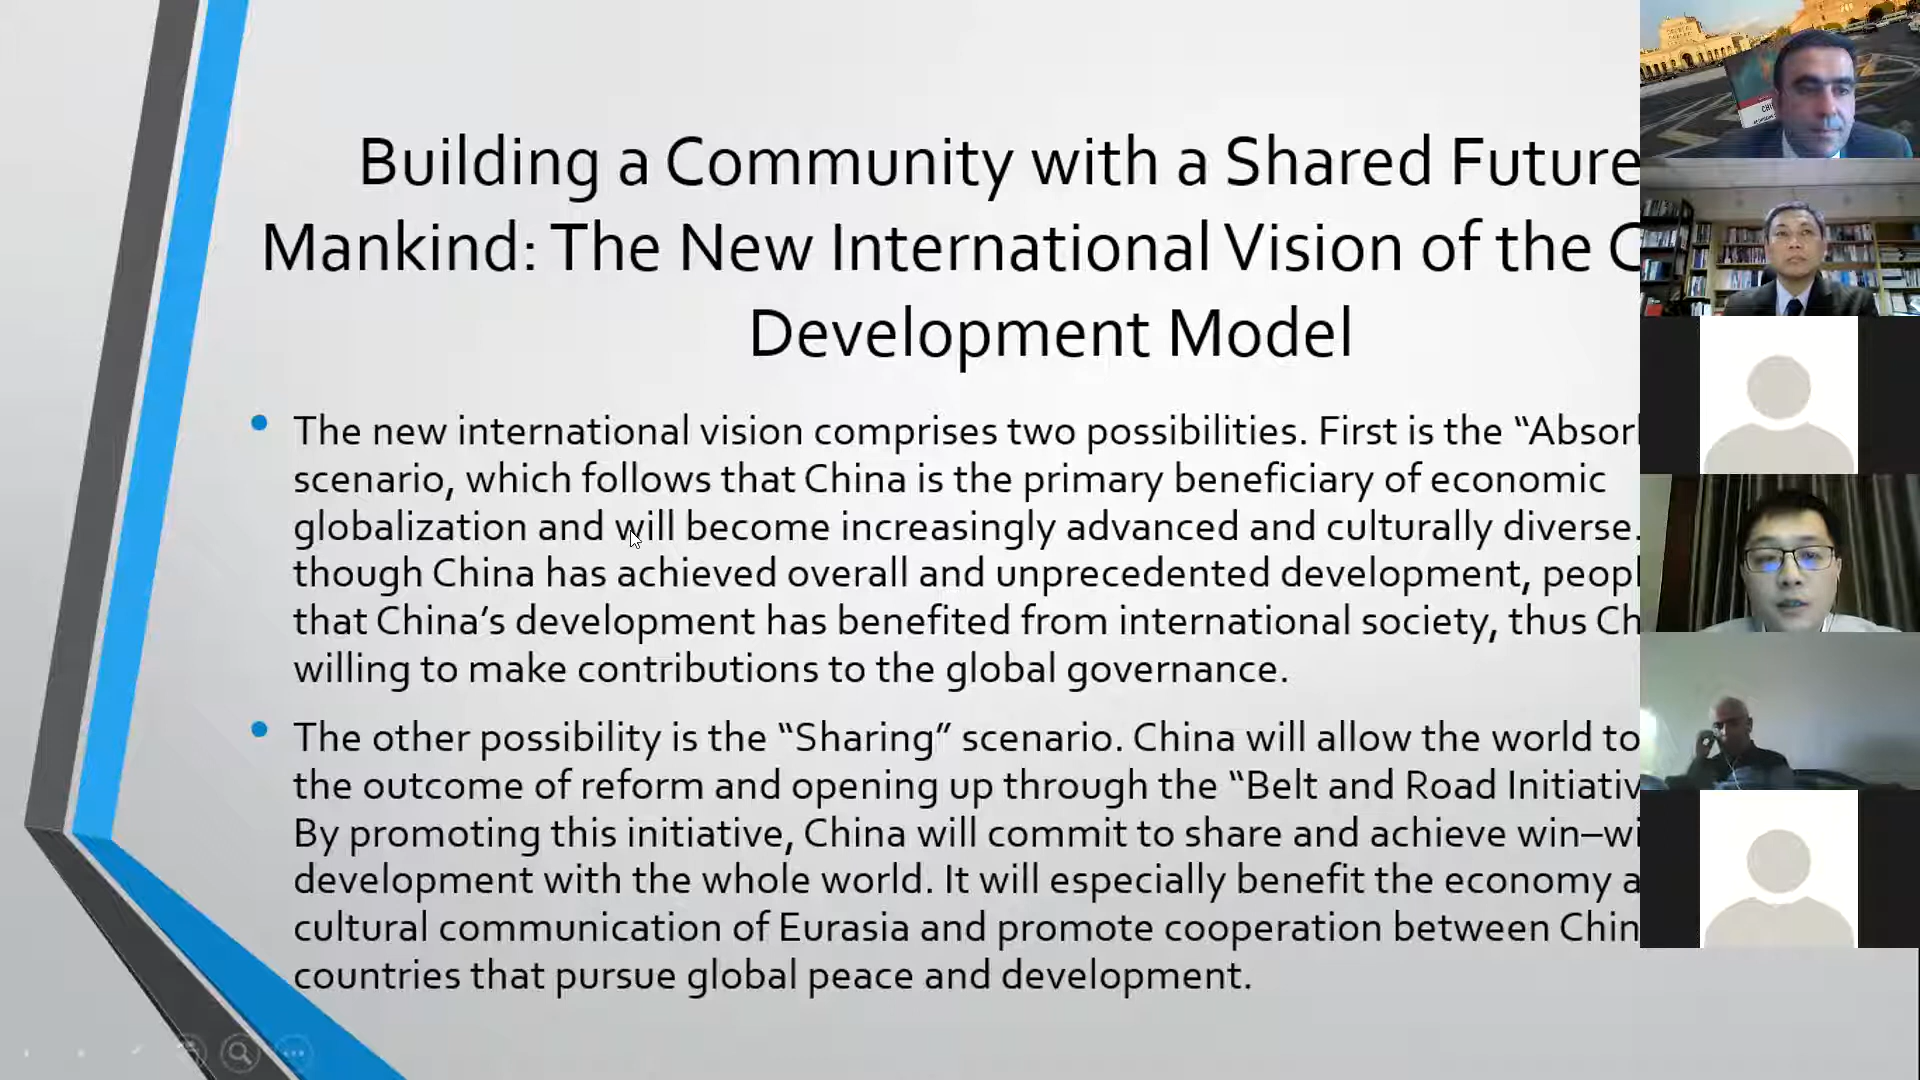 Building a Community with a Shared Future
Mankind: The New International Vision of the
Development Model
The new international vision comprises two possibilities. First is the “Absor
scenario, which follows that China is the primary beneficiary of economic
globalization and will become increasingly advanced and culturally diverse.
though China has achieved overall and unprecedented development, peop
that China’s development has benefited from international society, thus Ch
willing to make contributions to the global governance.
The other possibility is the “Sharing” scenario. China will allow the world to
the outcome of reform and opening up through the “Belt and Road Initiativ
By promoting this initiative, China will commit to share and achieve win–wi
development with the whole world. It will especially benefit the economy a
cultural communication of Eurasia and promote cooperation between Chin
countries that pursue global peace and development.